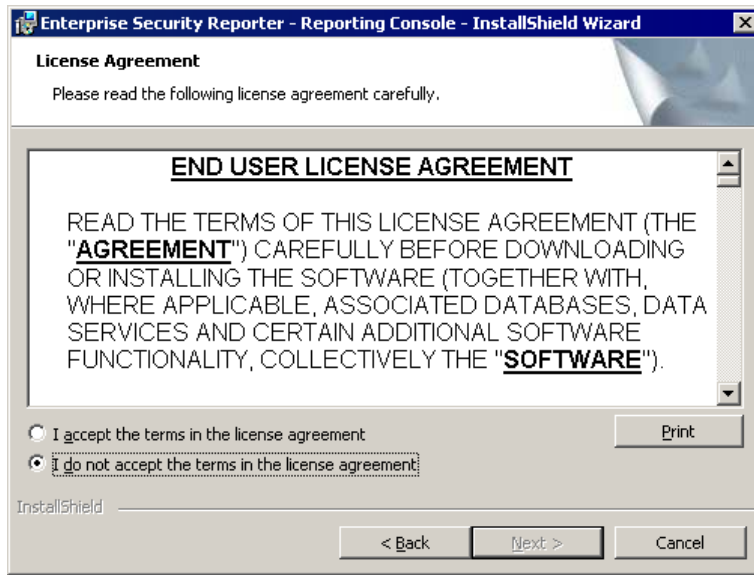 Enterprise Security Reporter - Reporting Console - InstallShield Wizard
License Agreement
Please read the following license agreement carefully.
END USER LICENSE AGREEMENT
READ THE TERMS OF THIS LICENSE AGREEMENT (THE
"AGREEMENT") CAREFULLY BEFORE DOWNLOADING
OR INSTALLING THE SOFTWARE (TOGETHER WITH,
WHERE APPLICABLE, ASSOCIATED DATABASES, DATA
SERVICES AND CERTAIN ADDITIONAL SOFTWARE
FUNCTIONALITY, COLLECTIVELY THE "SOFTWARE").
I accept the terms in the license agreement
Print
I do not accept the terms in the license agreement
InstallShield
< Back
Next >
Cancel